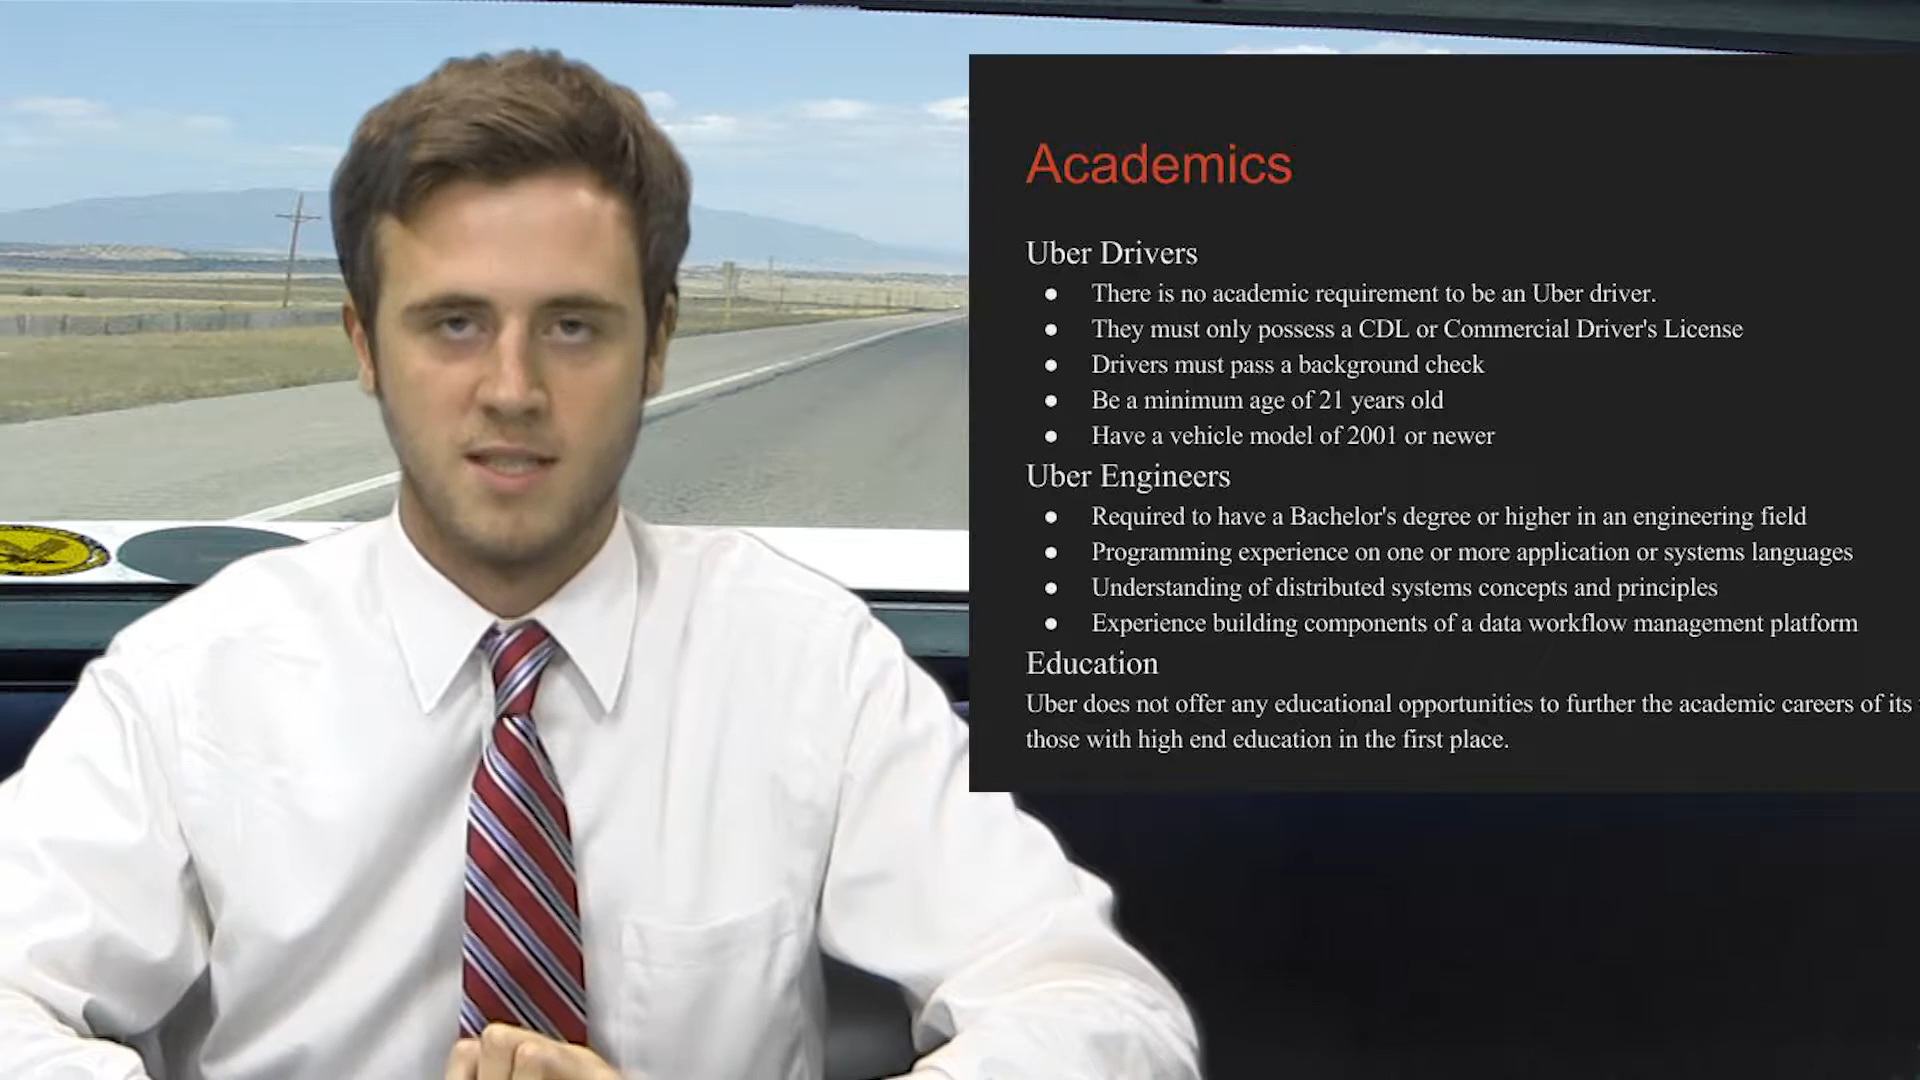 Academics
Uber Drivers
● There is no academic requirement to be an Uber driver.
● They must only possess a CDL or Commercial Driver's License
● Drivers must pass a background check
● Be a minimum age of 21 years old
● Have a vehicle model of 2001 or newer
Uber Engineers
● Required to have a Bachelor's degree or higher in an engineering field
● Programming experience on one or more application or systems languages
● Understanding of distributed systems concepts and principles
● Experience building components of a data workflow management platform
Education
Uber does not offer any educational opportunities to further the academic careers of its
those with high end education in the first place.